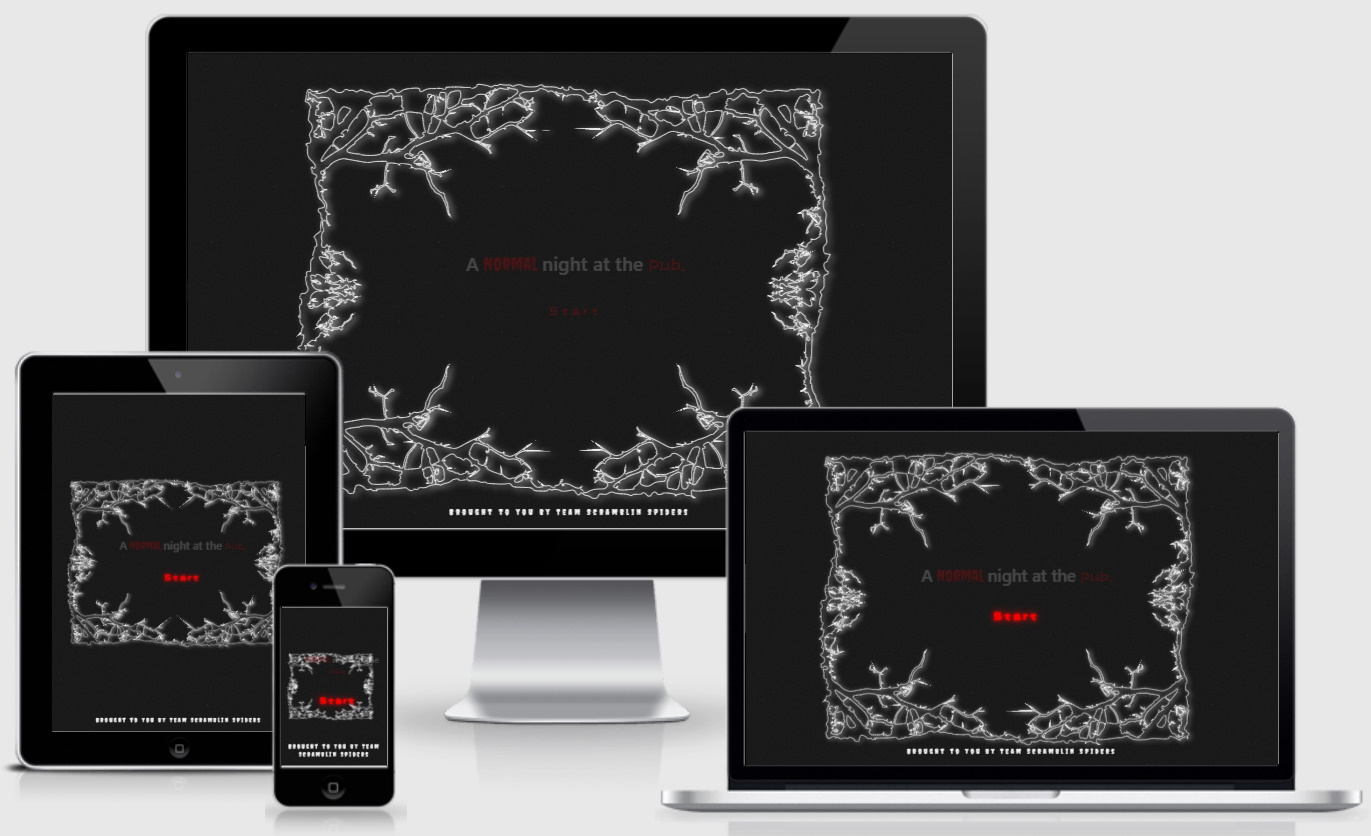 A NORMAL night at the Pub.
Start
BROUGHT TO YOU BY TEAM SCRAMBLIN SPIDERS
A NORMAL night at the Pub.
Start
BROUGHT TO YOU BY TEAM SCRAMBLIN SPIDERS
Start
BROUGHT TO YOU BY TEAM
SCRAMBLIN SPIDERS
A NORMAL night at the Pub.
Start
BROUGHT TO YOU BY TEAM SCRAMBLIN SPIDERS